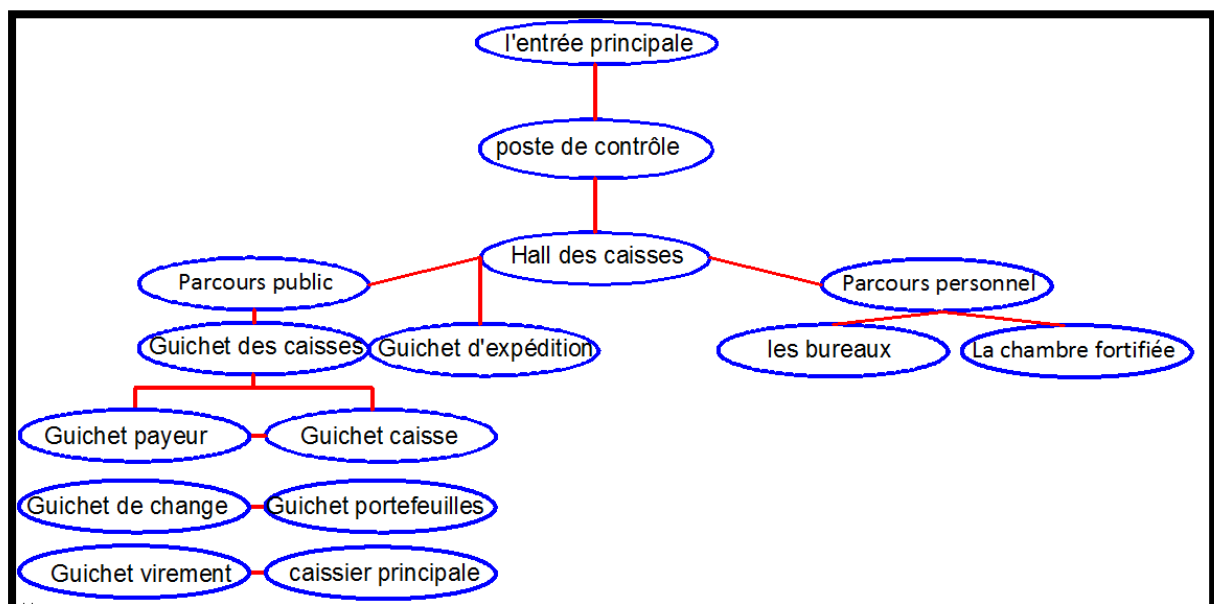 l'entrée principale
poste de contrôle
Hall des caisses
Parcours public
Parcours personnel
Guichet des caisses
Guichet d'expédition
les bureaux
La chambre fortifiée
Guichet payeur
Guichet caisse
Guichet de change
Guichet portefeuilles
Guichet virement
caissier principale